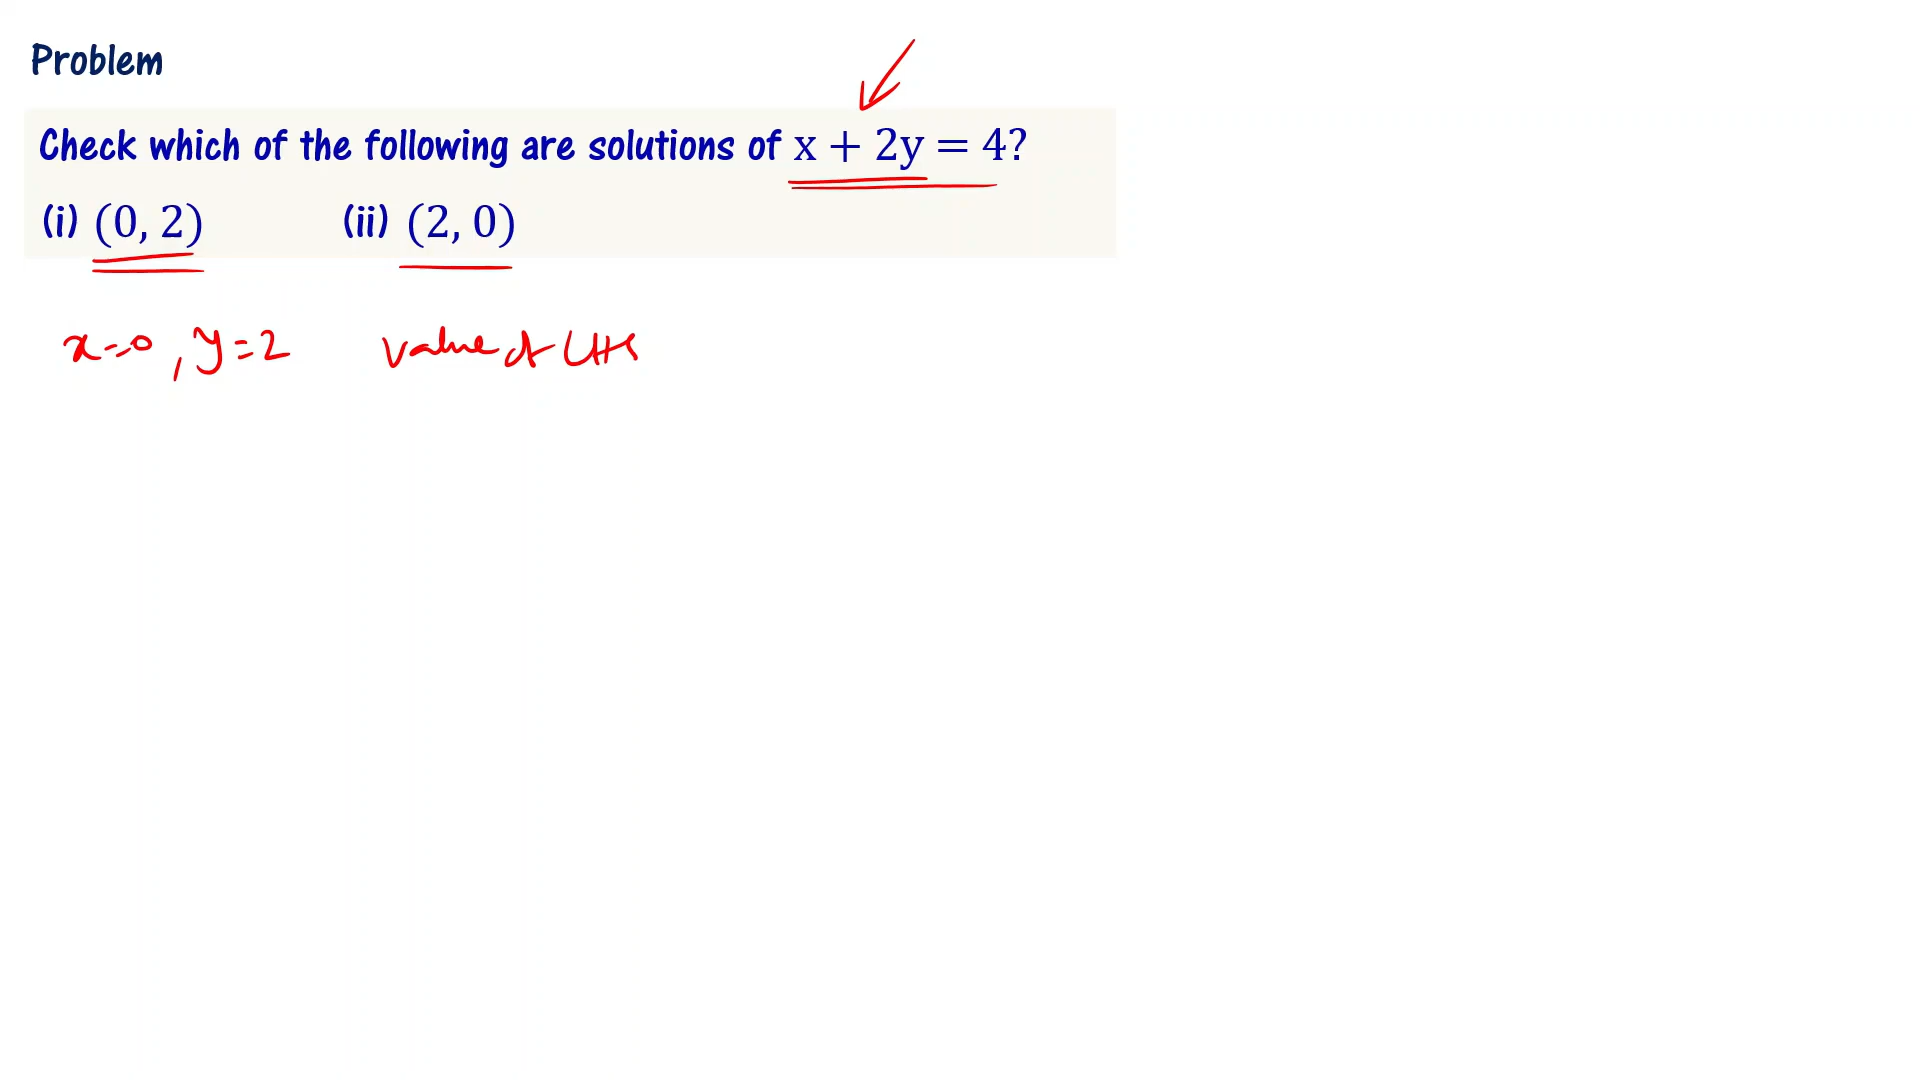 Problem
Check which of the following are solutions of x + 2y = 4?
(i) (0, 2) (ii) (2, 0)
x=0, y=2 value of LHS